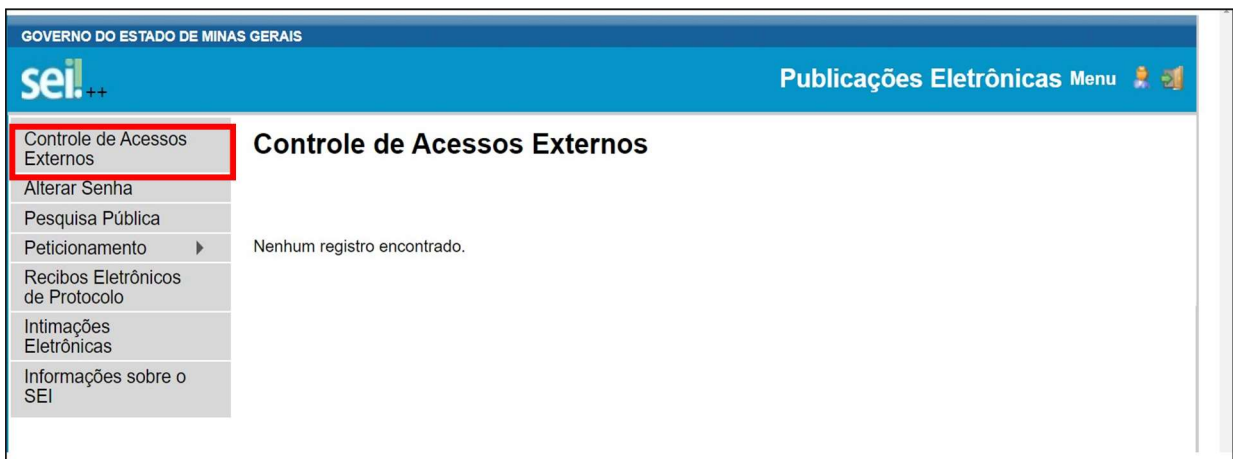 GOVERNO DO ESTADO DE MINAS GERAIS
sei!++
Publicações Eletrônicas Menu
Controle de Acessos
Externos
Alterar Senha
Pesquisa Pública
Peticionamento
Recibos Eletrônicos
de Protocolo
Intimações
Eletrônicas
Informações sobre o
SEI
Controle de Acessos Externos
Nenhum registro encontrado.